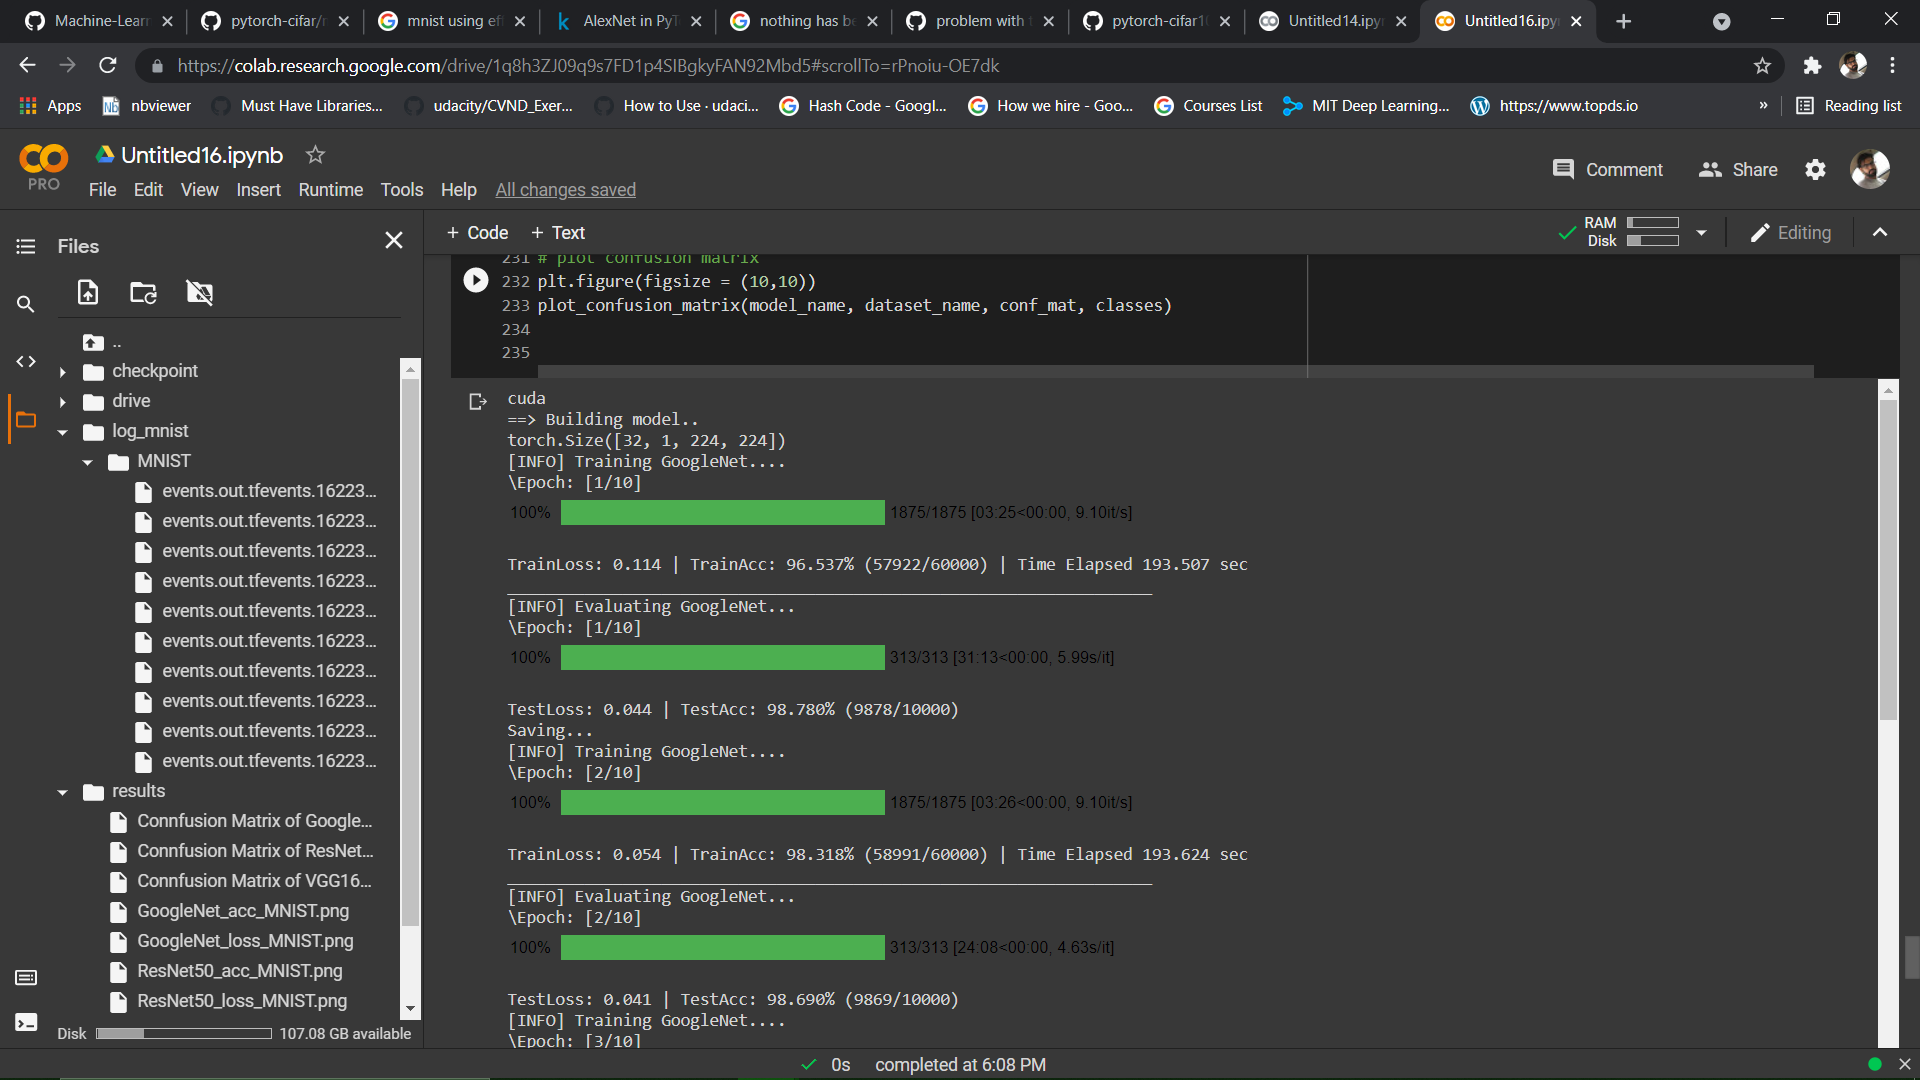 Machine-Learn
pytorch-cifar/m
mnist using eff
AlexNet in PyT
nothing has be
problem with t
pytorch-cifar10
Untitled14.ipyn
Untitled16.ipyn
https://colab.research.google.com/drive/1q8h3ZJ09q9s7FD1p4SIBgkyFAN92Mbd5#scrollTo=rPnoiu-OE7dk
Apps
nbviewer
Must Have Libraries...
udacity/CVND_Exer...
How to Use · udaci...
Hash Code - Googl...
How we hire - Goo...
Courses List
MIT Deep Learning...
https://www.topds.io
»
Reading list
CO
PRO
Untitled16.ipynb
File Edit View Insert Runtime Tools Help All changes saved
Comment
Share
Files
+ Code + Text
RAM
Disk
Editing
..
checkpoint
drive
log_mnist
MNIST
events.out.tfevents.16223...
events.out.tfevents.16223...
events.out.tfevents.16223...
events.out.tfevents.16223...
events.out.tfevents.16223...
events.out.tfevents.16223...
events.out.tfevents.16223...
events.out.tfevents.16223...
events.out.tfevents.16223...
events.out.tfevents.16223...
results
Connfusion Matrix of Google...
Connfusion Matrix of ResNet...
Connfusion Matrix of VGG16...
GoogleNet_acc_MNIST.png
GoogleNet_loss_MNIST.png
ResNet50_acc_MNIST.png
ResNet50_loss_MNIST.png
Disk 107.08 GB available
231 # plot confusion matrix
232 plt.figure(figsize = (10,10))
233 plot_confusion_matrix(model_name, dataset_name, conf_mat, classes)
234
235
cuda
==> Building model..
torch.Size([32, 1, 224, 224])
[INFO] Training GoogleNet....
\Epoch: [1/10]
100% 1875/1875 [03:25<00:00, 9.10it/s]
TrainLoss: 0.114 | TrainAcc: 96.537% (57922/60000) | Time Elapsed 193.507 sec
[INFO] Evaluating GoogleNet...
\Epoch: [1/10]
100% 313/313 [31:13<00:00, 5.99s/it]
TestLoss: 0.044 | TestAcc: 98.780% (9878/10000)
Saving...
[INFO] Training GoogleNet....
\Epoch: [2/10]
100% 1875/1875 [03:26<00:00, 9.10it/s]
TrainLoss: 0.054 | TrainAcc: 98.318% (58991/60000) | Time Elapsed 193.624 sec
[INFO] Evaluating GoogleNet...
\Epoch: [2/10]
100% 313/313 [24:08<00:00, 4.63s/it]
TestLoss: 0.041 | TestAcc: 98.690% (9869/10000)
[INFO] Training GoogleNet....
\Epoch: [3/10]
0s completed at 6:08 PM